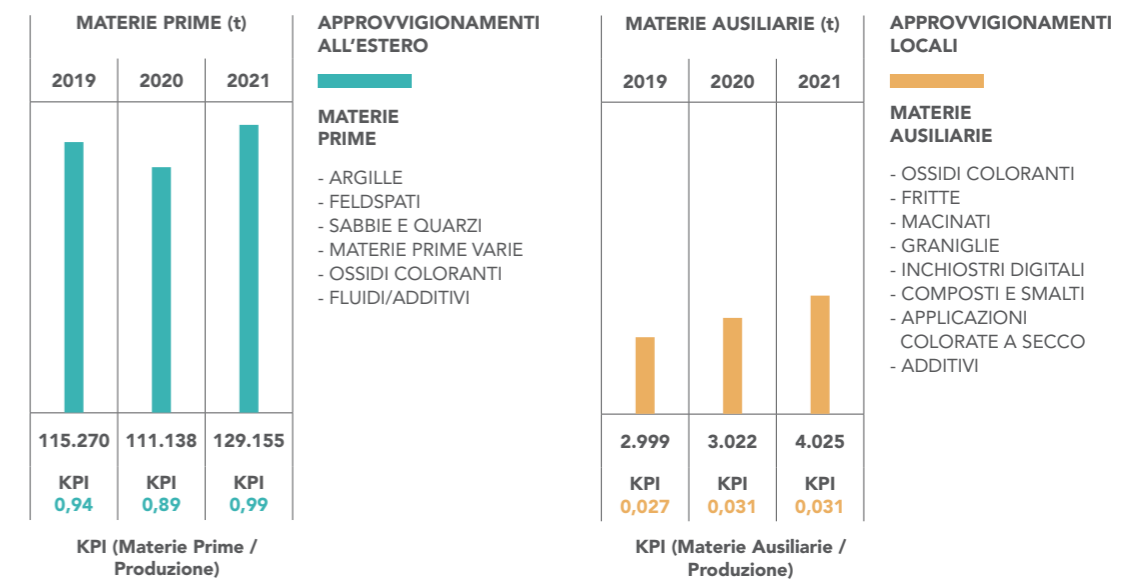 MATERIE PRIME (t)
2019 2020 2021
115.270 111.138 129.155
KPI KPI KPI
0,94 0,89 0,99
KPI (Materie Prime /
Produzione)
APPROVVIGIONAMENTI
ALL'ESTERO
MATERIE
PRIME
- ARGILLE
- FELDSPATI
- SABBIE E QUARZI
- MATERIE PRIME VARIE
- OSSIDI COLORANTI
- FLUIDI/ADDITIVI
MATERIE AUSILIARIE (t)
2019 2020 2021
2.999 3.022 4.025
KPI KPI KPI
0,027 0,031 0,031
KPI (Materie Ausiliarie /
Produzione)
APPROVVIGIONAMENTI
LOCALI
MATERIE
AUSILIARIE
- OSSIDI COLORANTI
- FRITTE
- MACINATI
- GRANIGLIE
- INCHIOSTRI DIGITALI
- COMPOSTI E SMALTI
- APPLICAZIONI
COLORATE A SECCO
- ADDITIVI